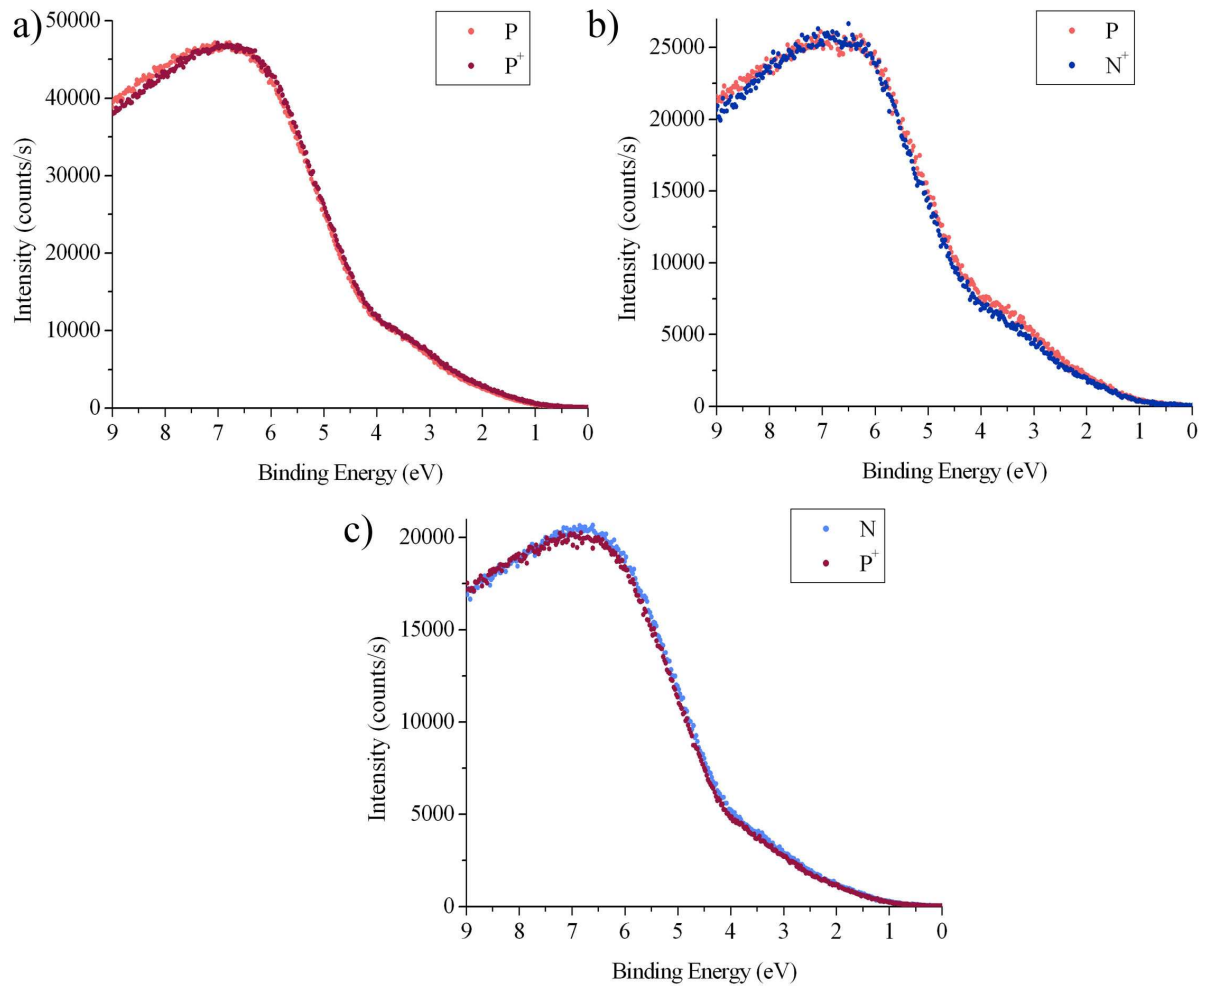 a)
50000
40000
30000
20000
10000
0
Intensity (counts/s)
9 8 7 6 5 4 3 2 1 0
Binding Energy (eV)
P
P+
b)
25000
20000
15000
10000
5000
0
Intensity (counts/s)
9 8 7 6 5 4 3 2 1 0
Binding Energy (eV)
P
N+
c)
20000
15000
10000
5000
0
Intensity (counts/s)
9 8 7 6 5 4 3 2 1 0
Binding Energy (eV)
N
P+